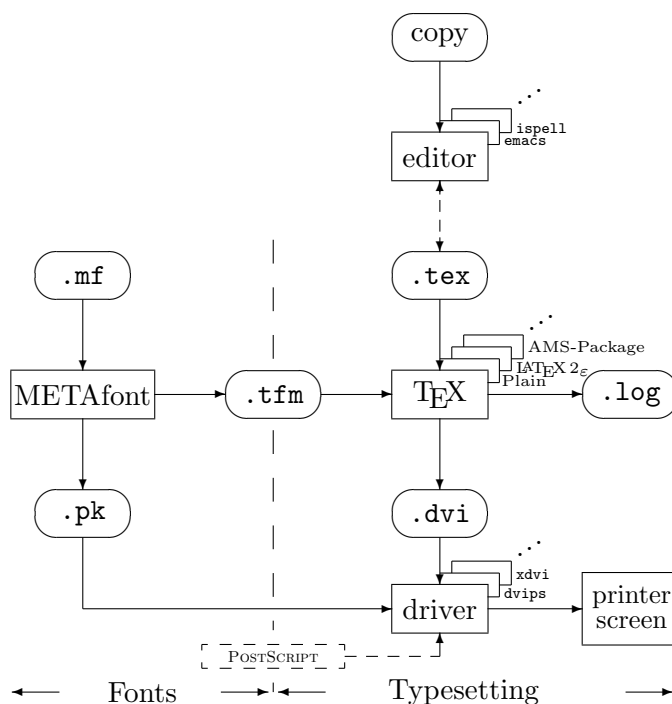 copy
ispell
emacs
editor
.mf
.tex
AMS-Package
LATEX 2ε
Plain
METAfont
.tfm
TEX
.log
.pk
.dvi
xdvi
dvips
driver
printer
screen
POSTSCRIPT
Fonts
Typesetting